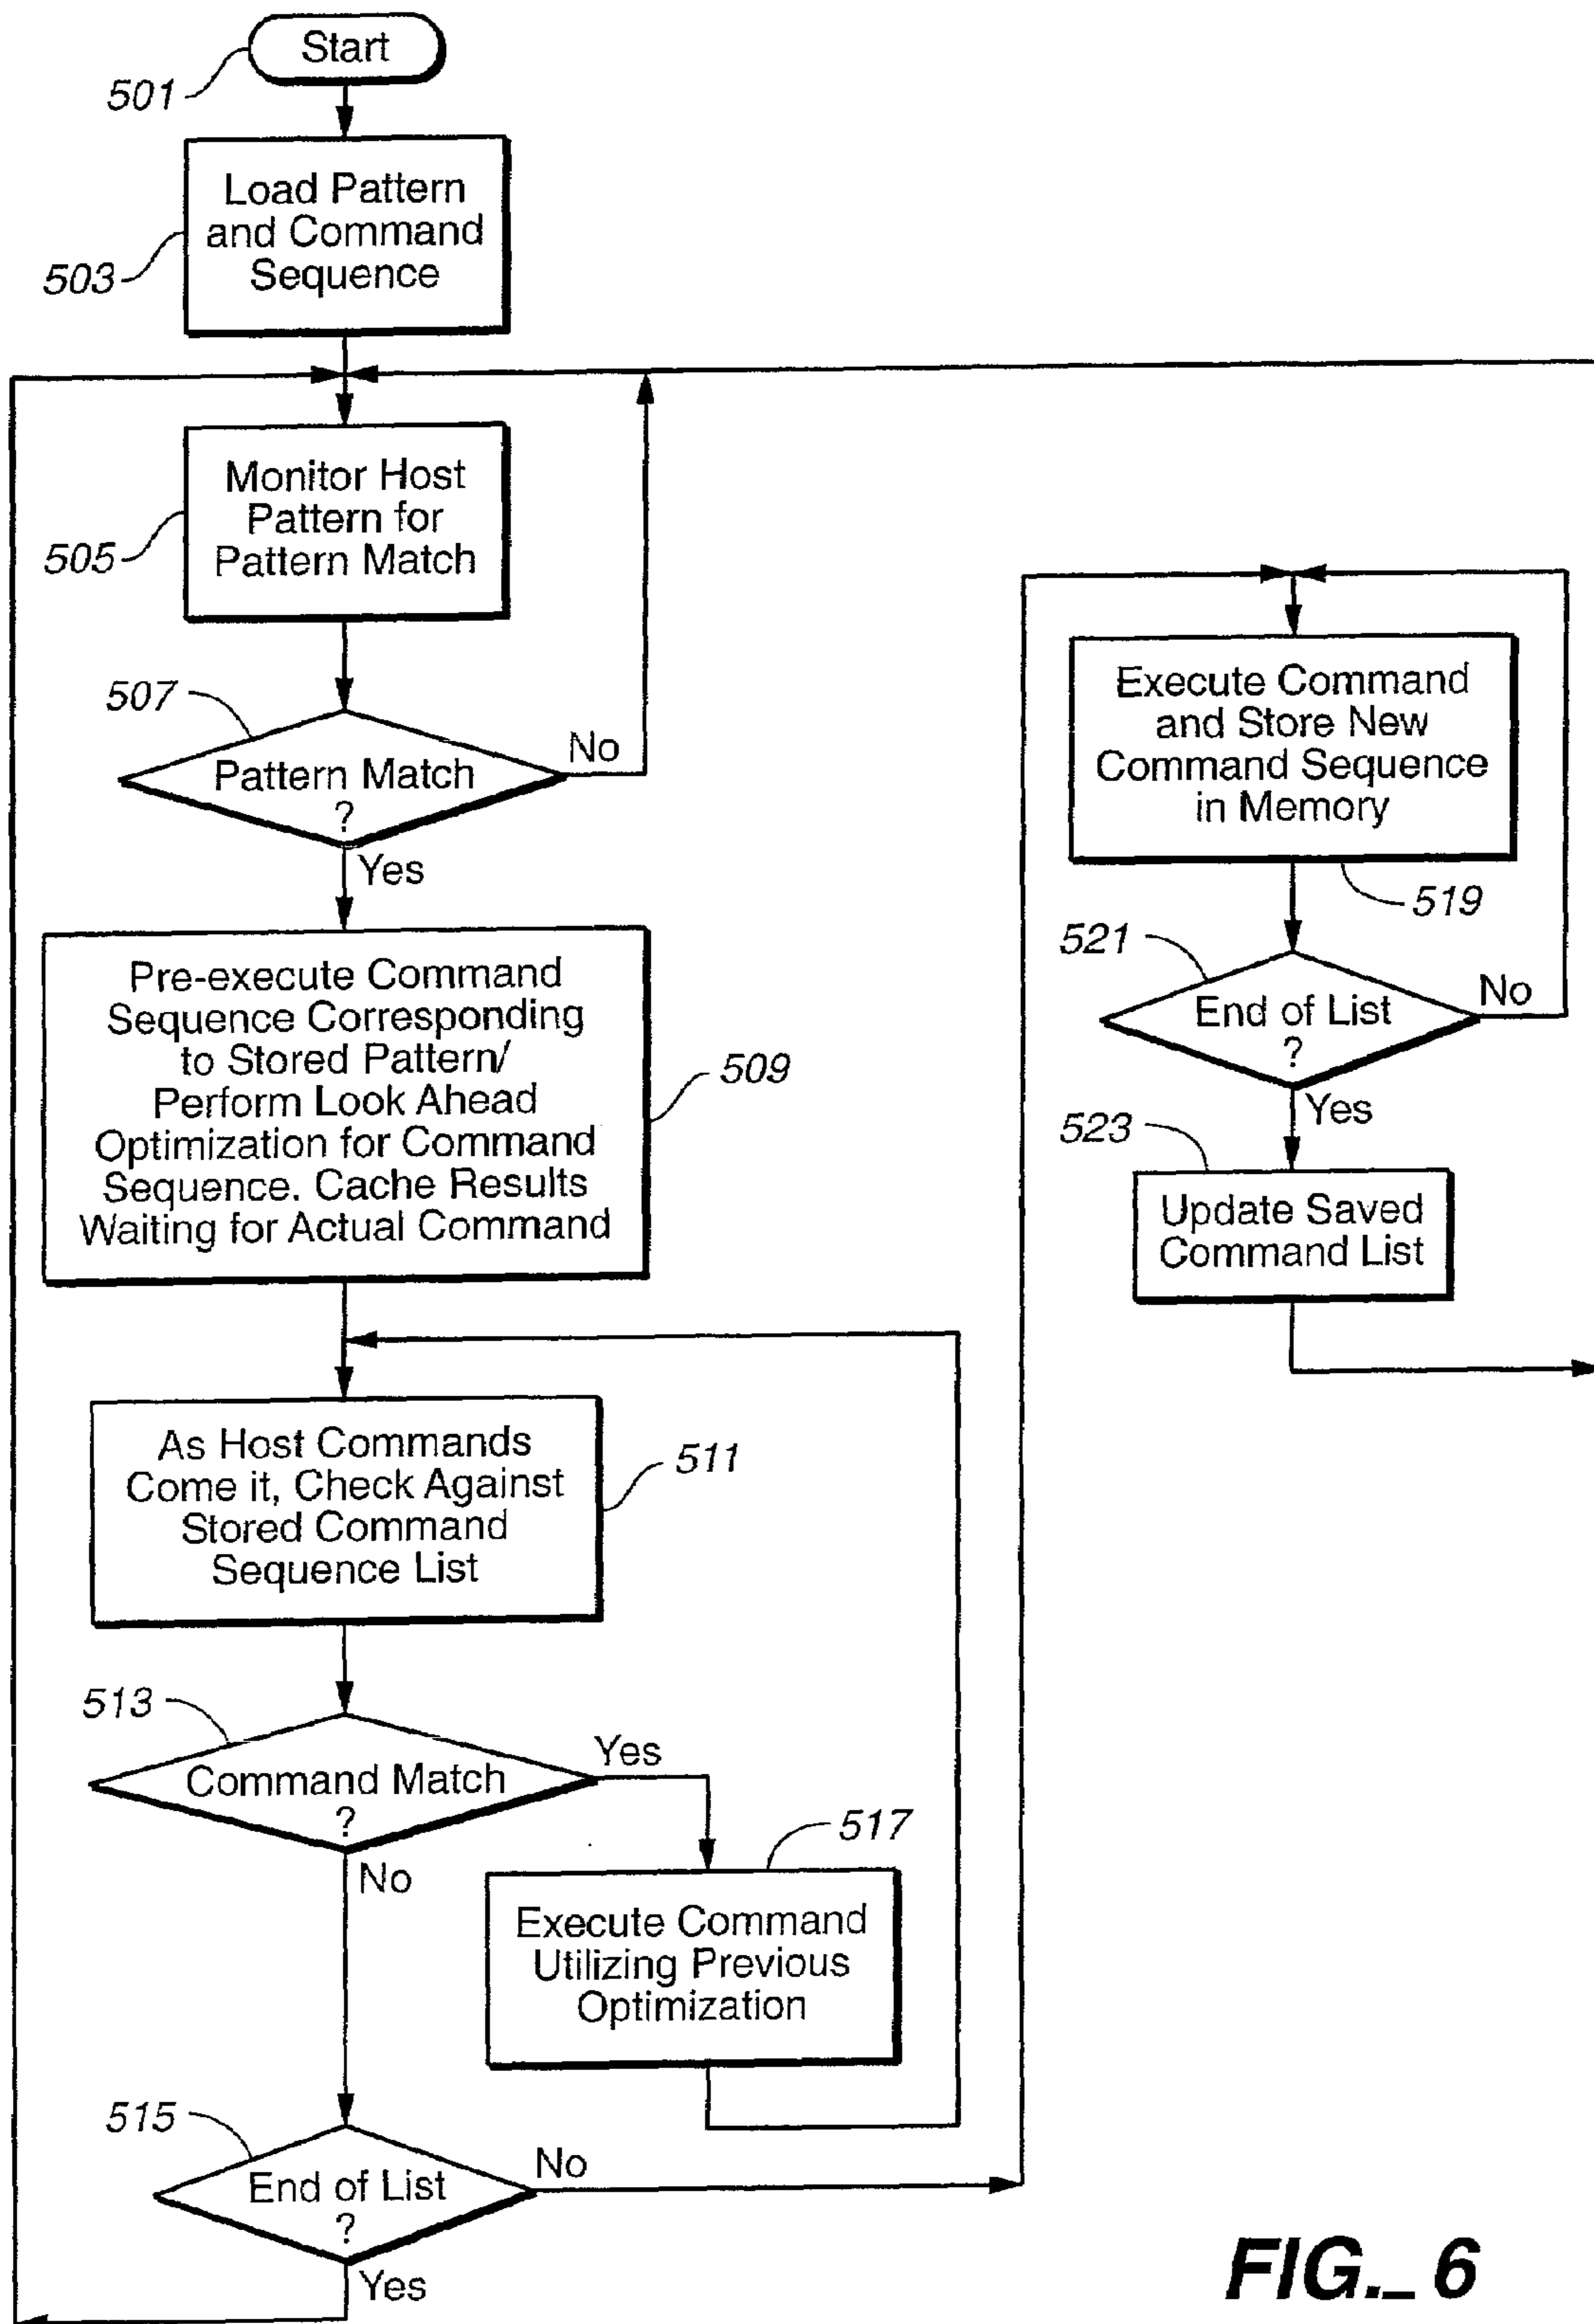 Start
501
Load Pattern
and Command
Sequence
503
Monitor Host
Pattern for
Pattern Match
505
507
Pattern Match
?
No
Yes
Pre-execute Command
Sequence Corresponding
to Stored Pattern/
Perform Look Ahead
Optimization for Command
Sequence. Cache Results
Waiting for Actual Command
509
As Host Commands
Come it, Check Against
Stored Command
Sequence List
511
513
Command Match
?
Yes
No
517
Execute Command
Utilizing Previous
Optimization
515
End of List
?
No
Yes
Execute Command
and Store New
Command Sequence
in Memory
519
521
End of List
?
No
Yes
523
Update Saved
Command List
FIG._ 6